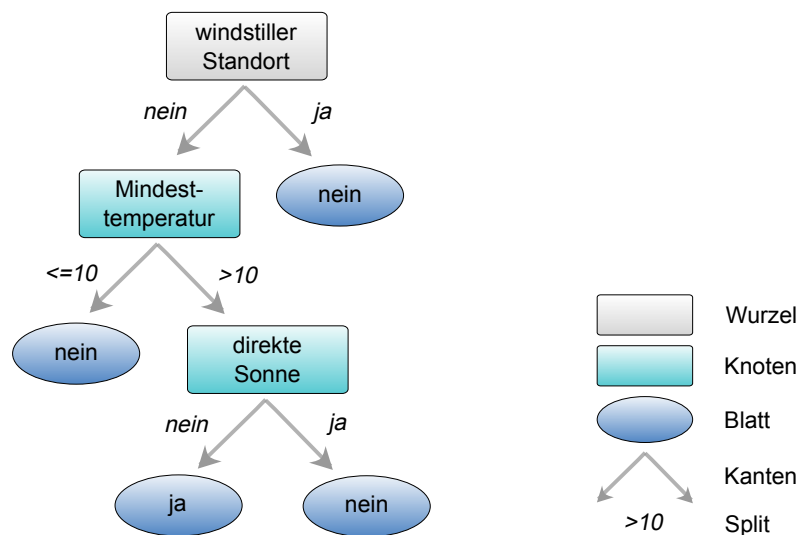 windstiller
Standort
nein
ja
Mindest-
temperatur
nein
<=10
>10
nein
direkte
Sonne
nein
ja
ja
nein
Wurzel
Knoten
Blatt
Kanten
>10
Split